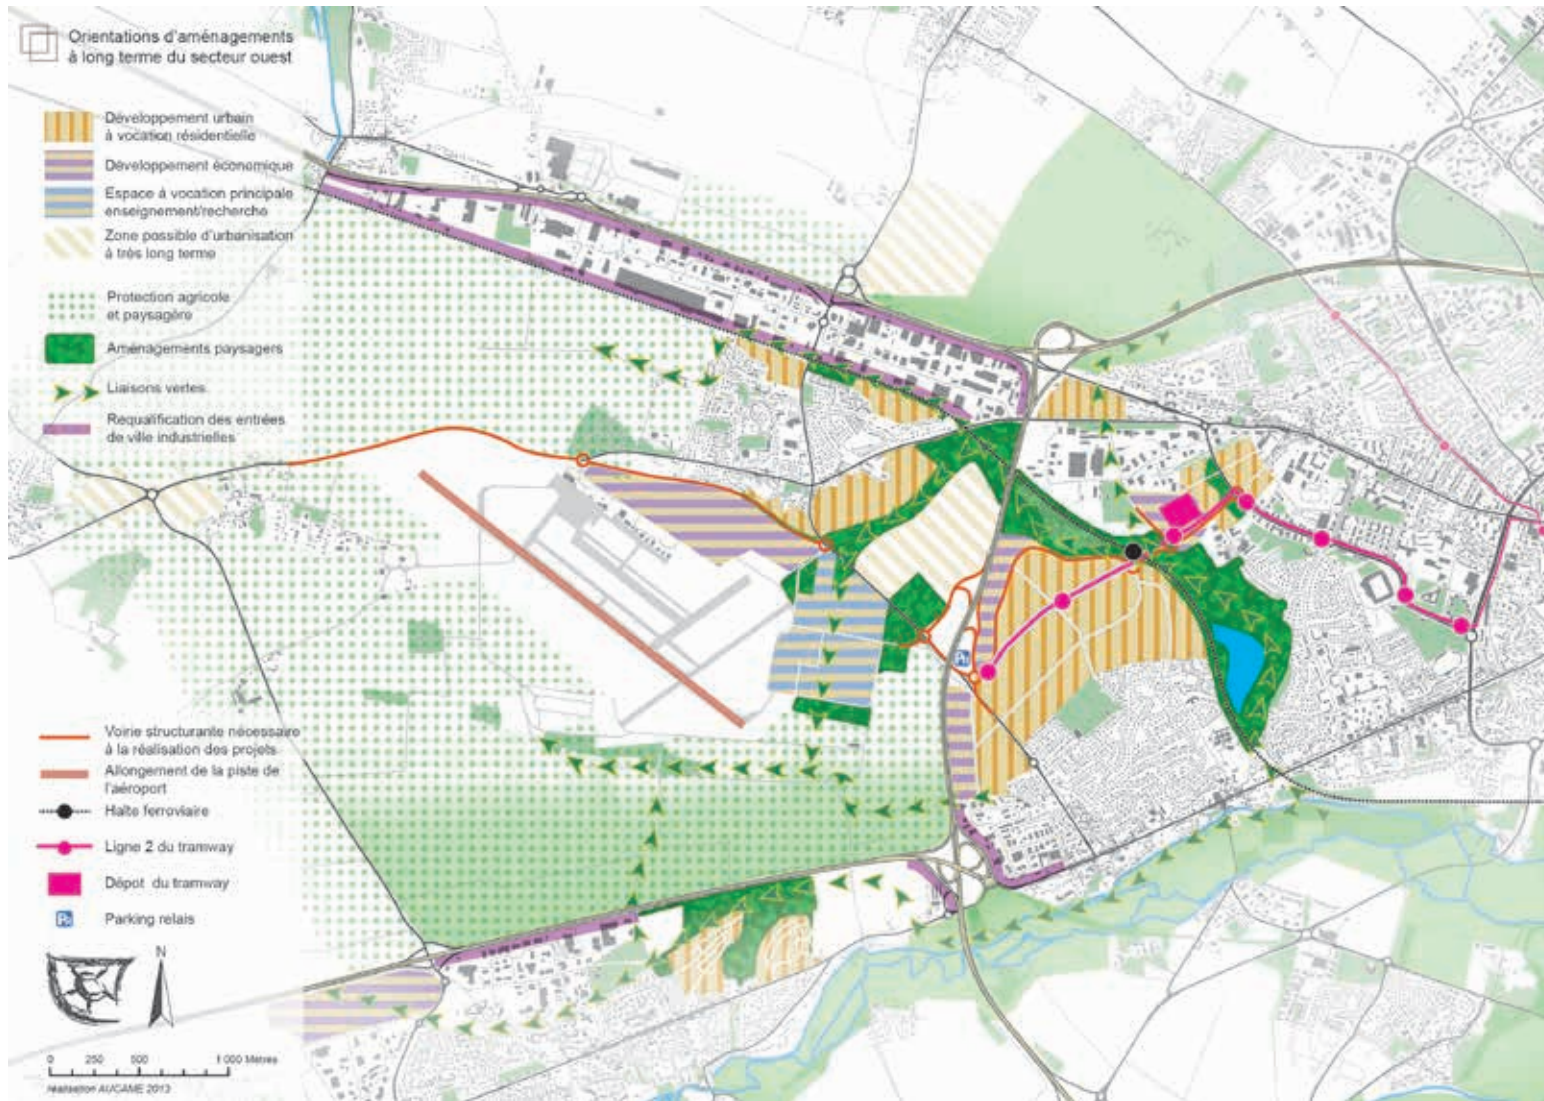 Orientations d'aménagements
à long terme du secteur ouest
Développement urbain
à vocation résidentielle
Développement économique
Espace à vocation principale
enseignement/recherche
Zone possible d'urbanisation
à très long terme
Protection agricole
et paysagère
Aménagements paysagers
Liaisons vertes
Requalification des entrées
de ville industrielles
Voirie structurante nécessaire
à la réalisation des projets
Allongement de la piste de
l'aéroport
Halte ferroviaire
Ligne 2 du tramway
Dépot du tramway
Parking relais
N
0 250 500 1 000 Mètres
réalisation AUCAME 2013